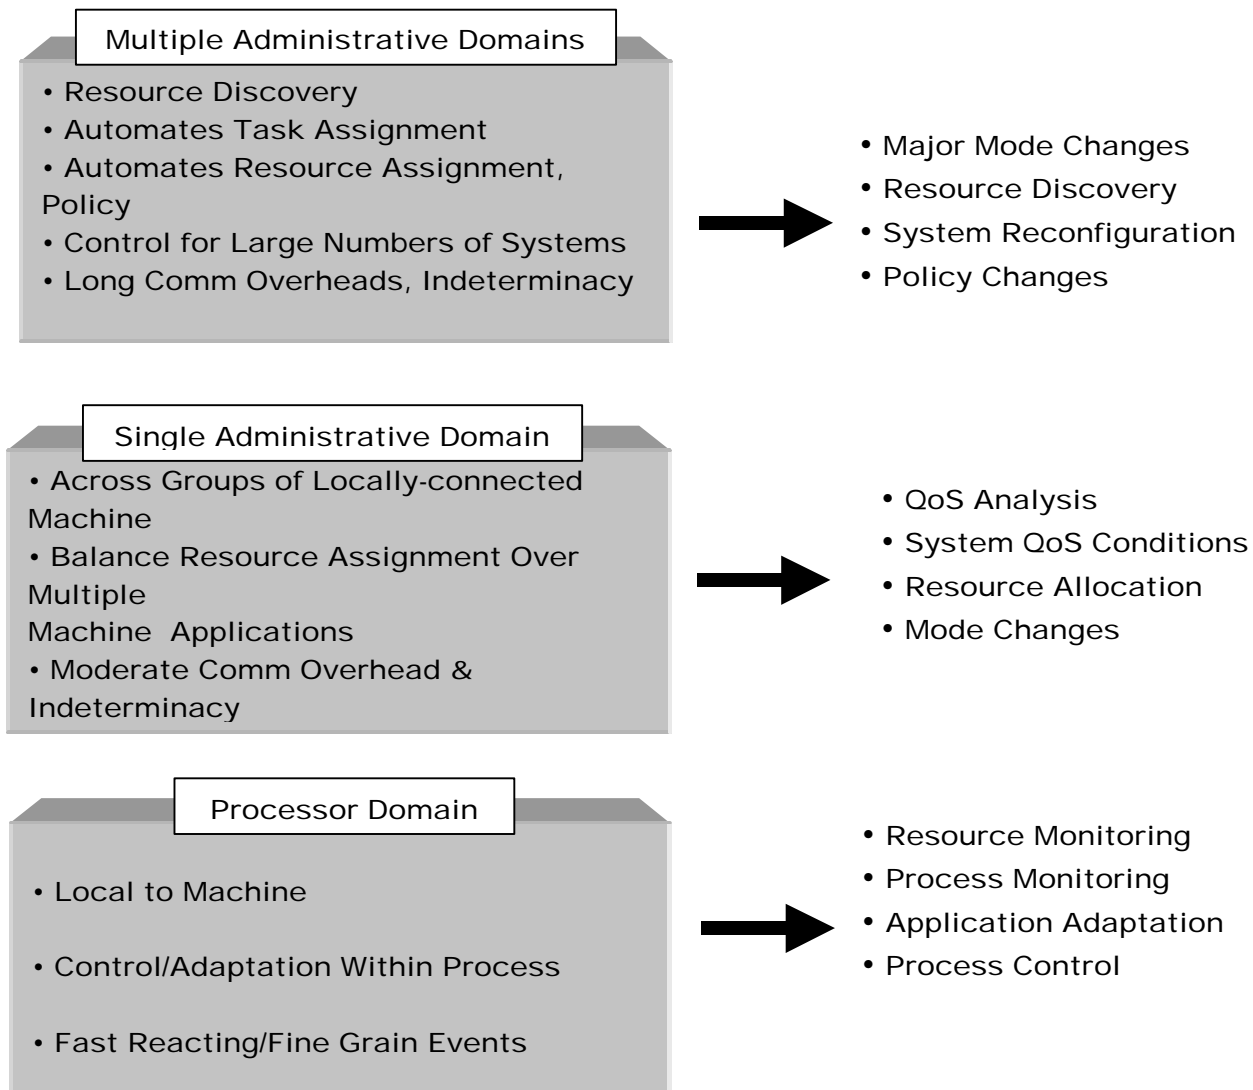 Multiple Administrative Domains
• Resource Discovery
• Automates Task Assignment
• Automates Resource Assignment,
Policy
• Control for Large Numbers of Systems
• Long Comm Overheads, Indeterminacy
• Major Mode Changes
• Resource Discovery
• System Reconfiguration
• Policy Changes
Single Administrative Domain
• Across Groups of Locally-connected
Machine
• Balance Resource Assignment Over
Multiple
Machine Applications
• Moderate Comm Overhead &
Indeterminacy
• QoS Analysis
• System QoS Conditions
• Resource Allocation
• Mode Changes
Processor Domain
• Local to Machine
• Control/Adaptation Within Process
• Fast Reacting/Fine Grain Events
• Resource Monitoring
• Process Monitoring
• Application Adaptation
• Process Control